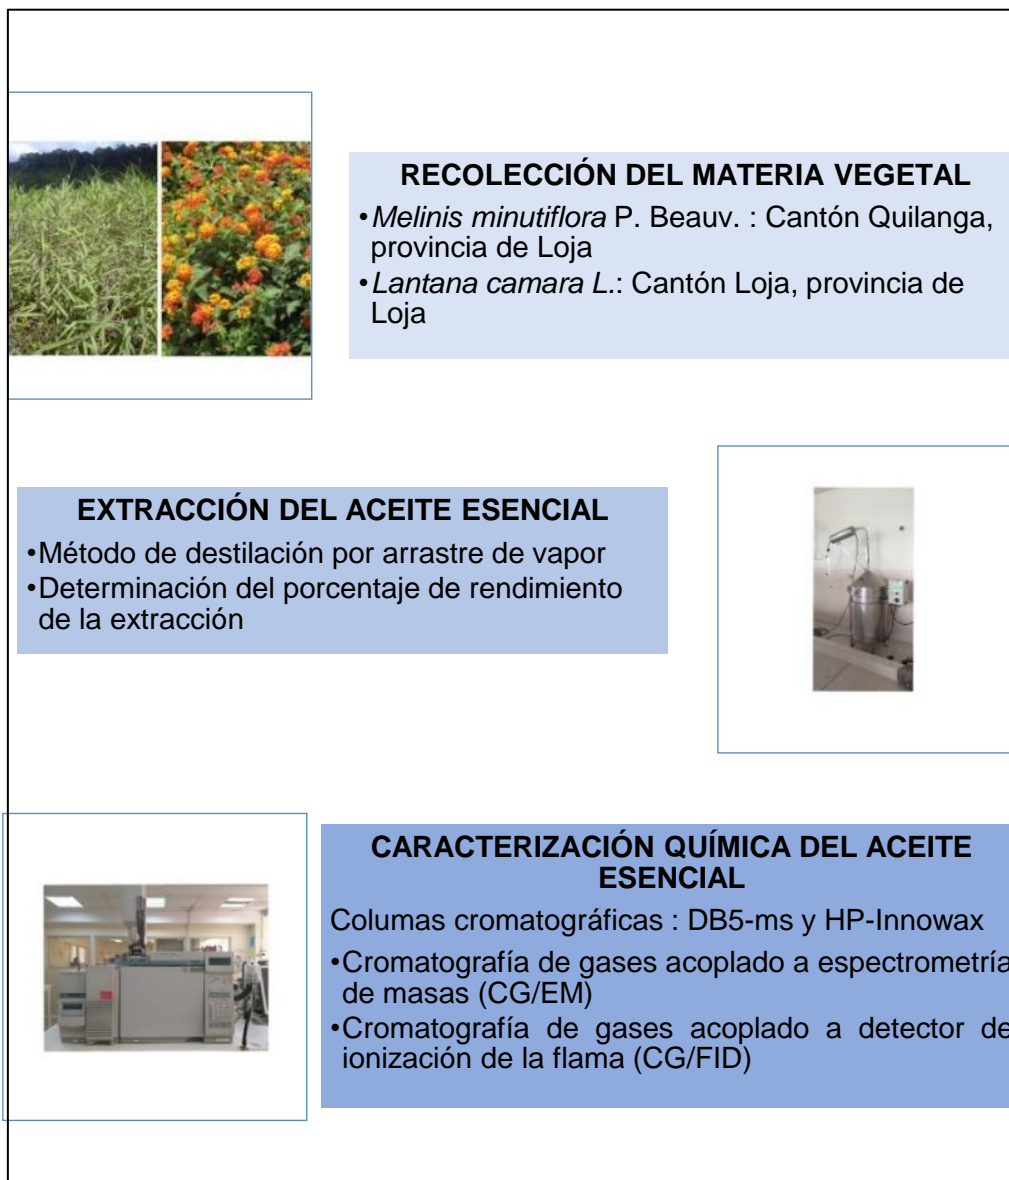 RECOLECCIÓN DEL MATERIA VEGETAL
•Melinis minutiflora P. Beauv. : Cantón Quilanga,
provincia de Loja
•Lantana camara L.: Cantón Loja, provincia de
Loja
EXTRACCIÓN DEL ACEITE ESENCIAL
•Método de destilación por arrastre de vapor
•Determinación del porcentaje de rendimiento
de la extracción
CARACTERIZACIÓN QUÍMICA DEL ACEITE
ESENCIAL
Columas cromatográficas : DB5-ms y HP-Innowax
•Cromatografía de gases acoplado a espectrometría
de masas (CG/EM)
•Cromatografía de gases acoplado a detector de
ionización de la flama (CG/FID)